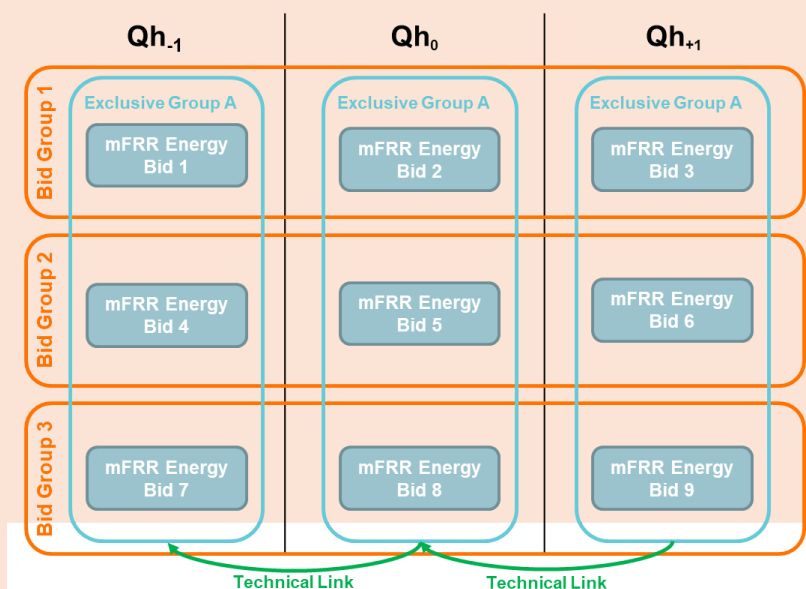 Qh-1
Qh0
Qh+1
Bid Group 1
Exclusive Group A
Exclusive Group A
Exclusive Group A
mFRR Energy
Bid 1
mFRR Energy
Bid 2
mFRR Energy
Bid 3
Bid Group 2
mFRR Energy
Bid 4
mFRR Energy
Bid 5
mFRR Energy
Bid 6
Bid Group 3
mFRR Energy
Bid 7
mFRR Energy
Bid 8
mFRR Energy
Bid 9
Technical Link
Technical Link